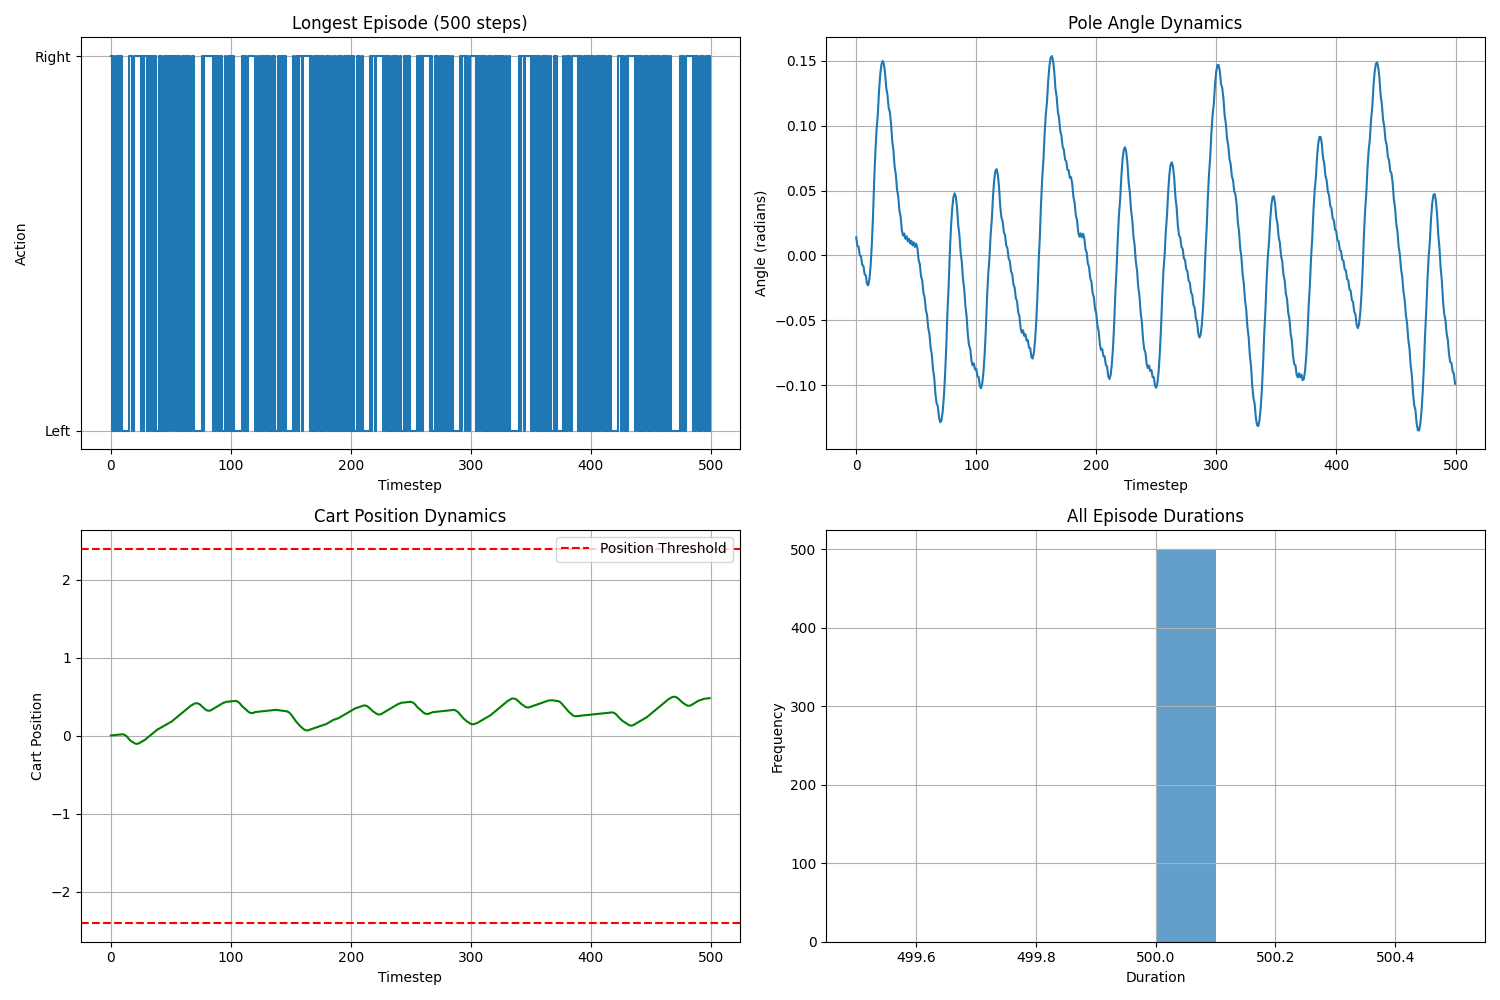 Longest Episode (500 steps)
Right
Action
Left
0 100 200 300 400 500
Timestep
Pole Angle Dynamics
0.15
0.10
0.05
0.00
−0.05
−0.10
Angle (radians)
0 100 200 300 400 500
Timestep
Cart Position Dynamics
Position Threshold
2
1
0
−1
−2
Cart Position
0 100 200 300 400 500
Timestep
All Episode Durations
500
400
300
200
100
0
Frequency
499.6 499.8 500.0 500.2 500.4
Duration